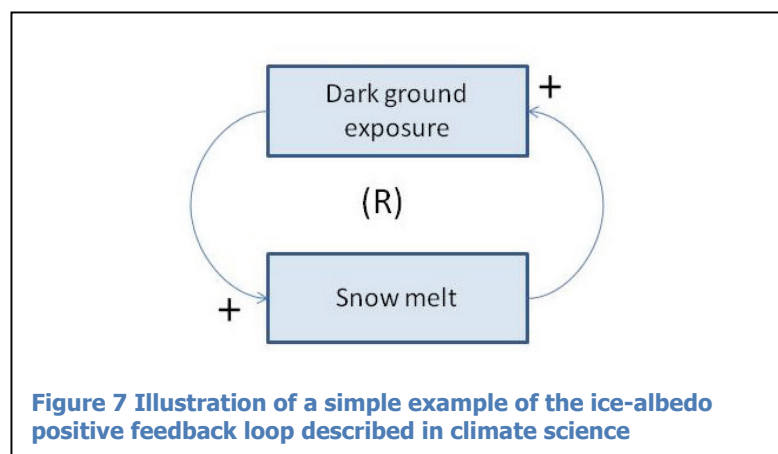 Dark ground
exposure
+
(R)
+
Snow melt
Figure 7 Illustration of a simple example of the ice-albedo
positive feedback loop described in climate science